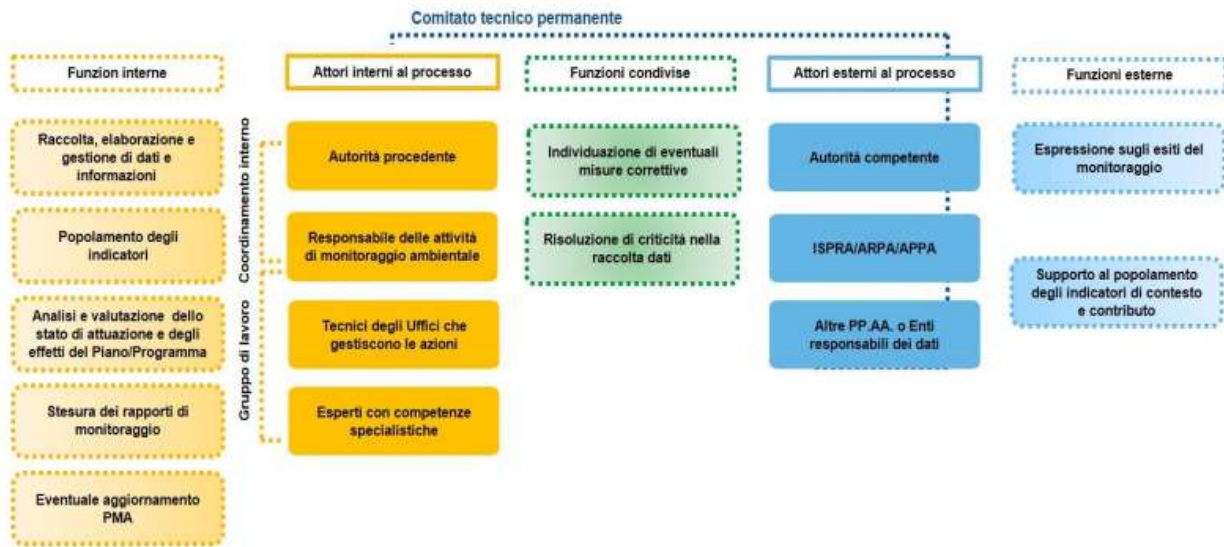 Comitato tecnico permanente
Funzion interne
Attori interni al processo
Funzioni condivise
Attori esterni al processo
Funzioni esterne
Raccolta, elaborazione e
gestione di dati e
informazioni
Popolamento degli
indicatori
Analisi e valutazione dello
stato di attuazione e degli
effetti del Piano/Programma
Stesura dei rapporti di
monitoraggio
Eventuale aggiornamento
PMA
Coordinamento interno
Gruppo di lavoro
Autorità procedente
Responsabile delle attività
di monitoraggio ambientale
Tecnici degli Uffici che
gestiscono le azioni
Esperti con competenze
specialistiche
Individuazione di eventuali
misure correttive
Risoluzione di criticità nella
raccolta dati
Autorità competente
ISPRA/ARPA/APPA
Altre PP.AA. o Enti
responsabili dei dati
Espressione sugli esiti del
monitoraggio
Supporto al popolamento
degli indicatori di contesto
e contributo